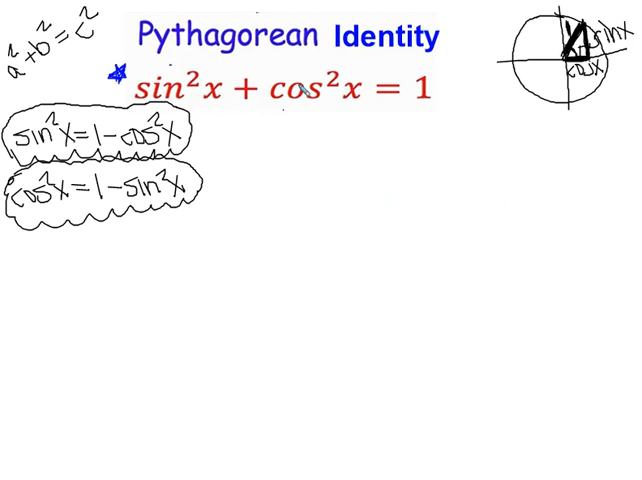 a²+b²=c²
Pythagorean Identity
sin²x + cos²x = 1
sinx
cosx
sin²x=1-cos²x
cos²x=1-sin²x